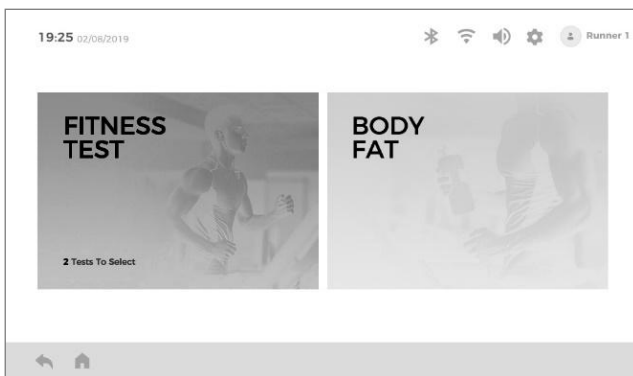 19:25 02/08/2019
Runner 1
FITNESS
TEST
2 Tests To Select
BODY
FAT